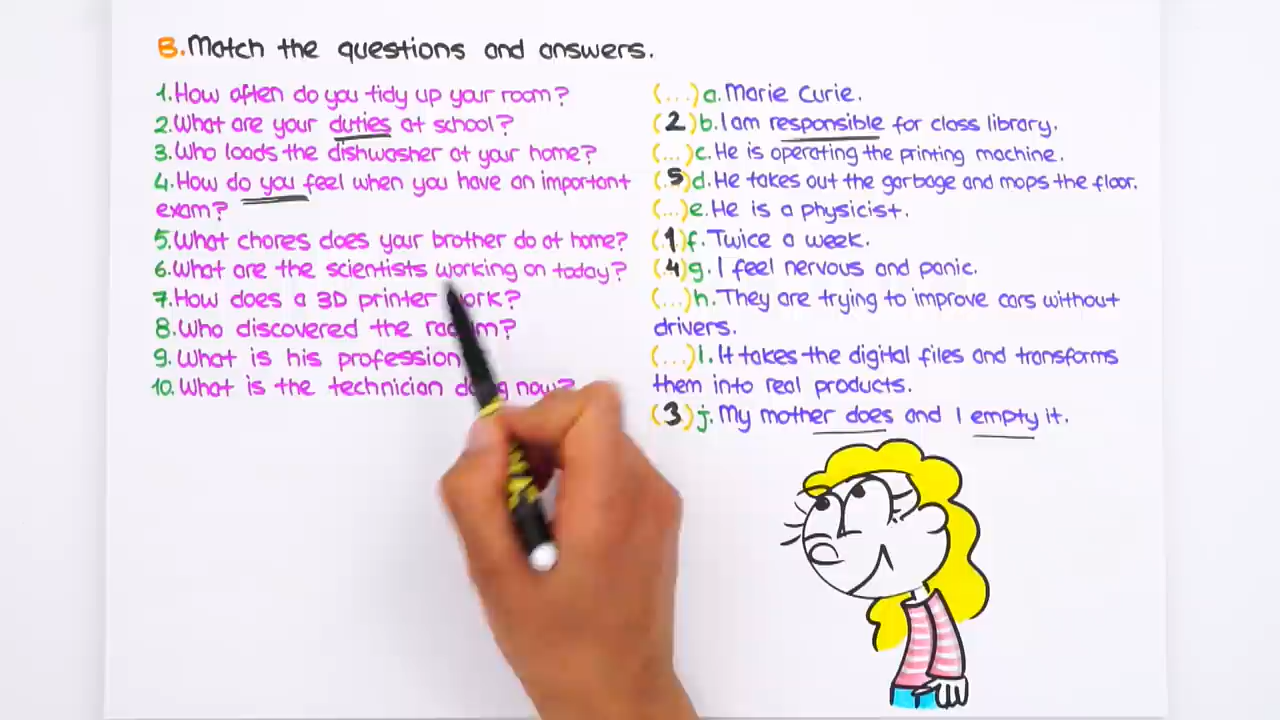 B. Match the questions and answers.
1. How often do you tidy up your room?
2. What are your duties at school?
3. Who loads the dishwasher at your home?
4. How do you feel when you have an important
exam?
5. What chores does your brother do at home?
6. What are the scientists working on today?
7. How does a 3D printer work?
8. Who discovered the radium?
9. What is his profession
10. What is the technician doing now?
(...) a. Marie Curie.
(2) b. I am responsible for class library.
(...) c. He is operating the printing machine.
(5) d. He takes out the garbage and mops the floor.
(...) e. He is a physicist.
(1) f. Twice a week.
(4) g. I feel nervous and panic.
(...) h. They are trying to improve cars without
drivers.
(...) I. It takes the digital files and transforms
them into real products.
(3) j. My mother does and I empty it.